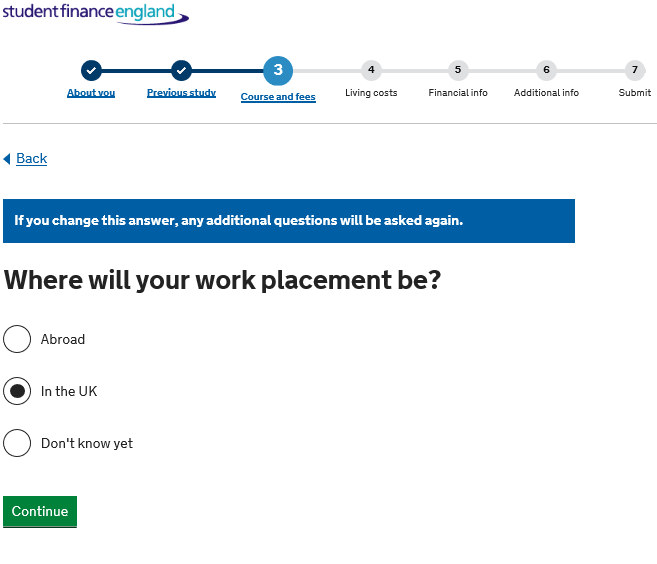 studentfinanceengland
3 4 5 6 7
About you Previous study Course and fees Living costs Financial info Additional info Submit
Back
If you change this answer, any additional questions will be asked again.
Where will your work placement be?
Abroad
In the UK
Don't know yet
Continue